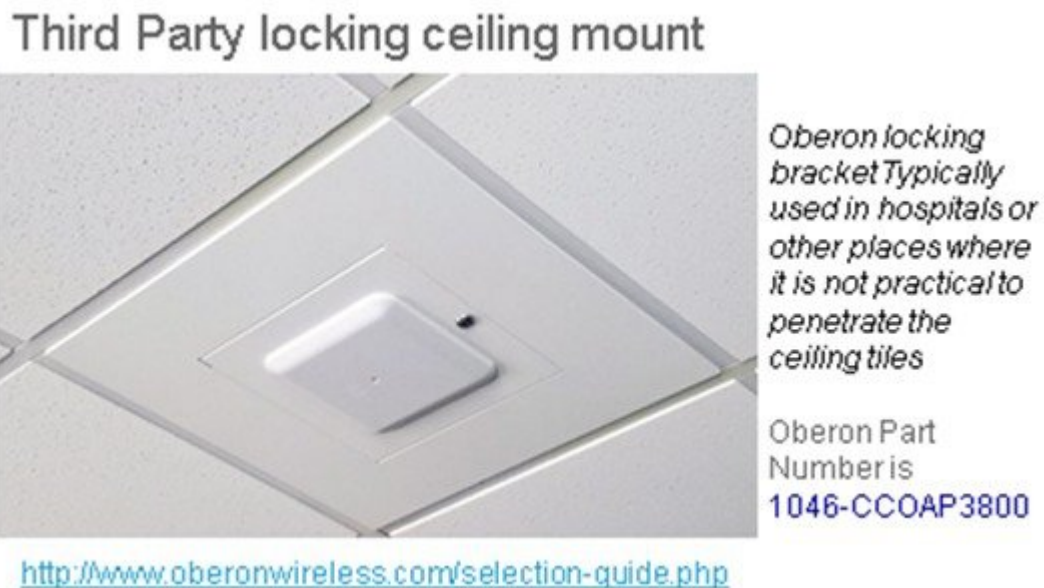 Third Party locking ceiling mount
Oberon locking
bracket Typically
used in hospitals or
other places where
it is not practical to
penetrate the
ceiling tiles
Oberon Part
Number is
1046-CCOAP3800
http://www.oberonwireless.com/selection-guide.php